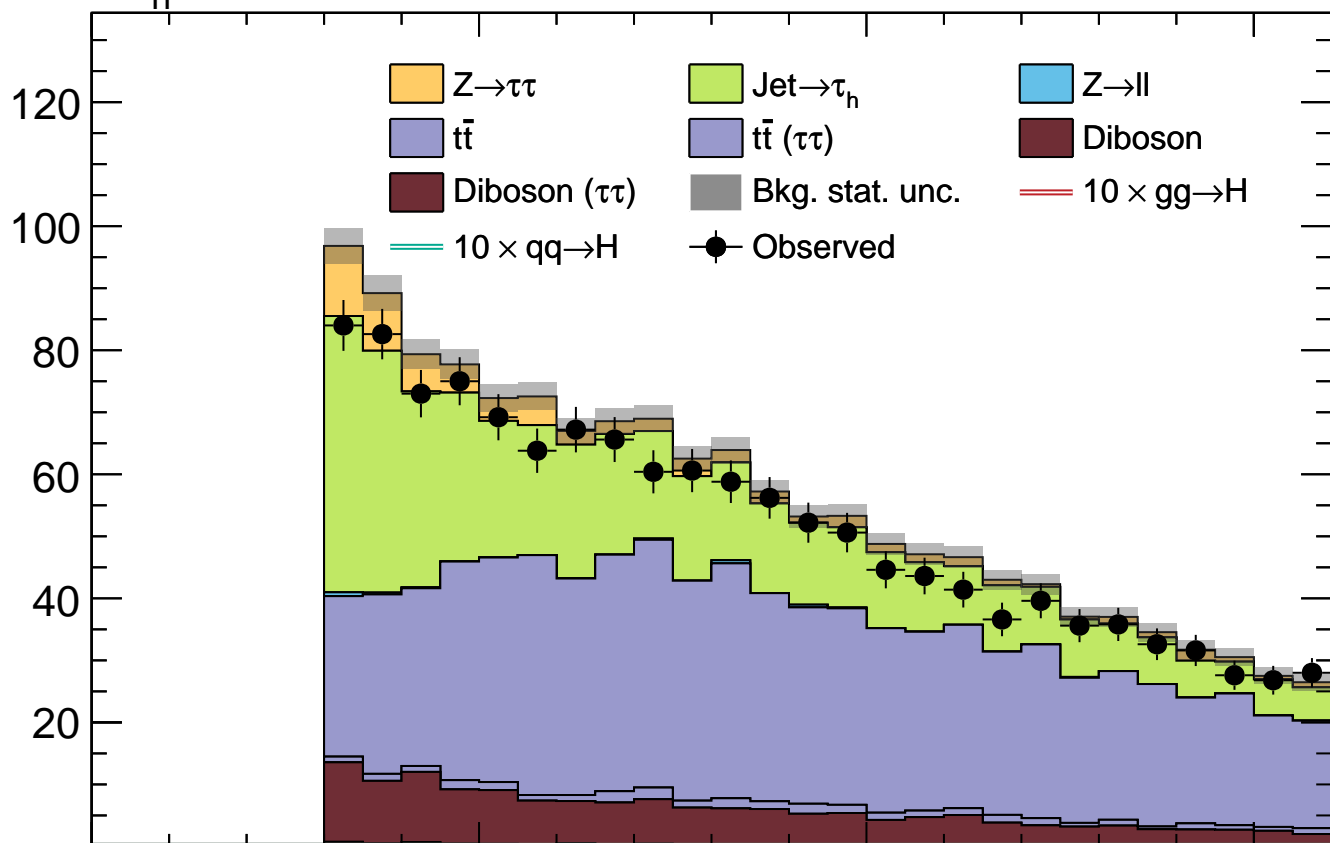 Z→ττ Jet→τh Z→ll
tt̄ tt̄ (ττ) Diboson
Diboson (ττ) Bkg. stat. unc. 10 × gg→H
10 × qq→H Observed
120
100
80
60
40
20